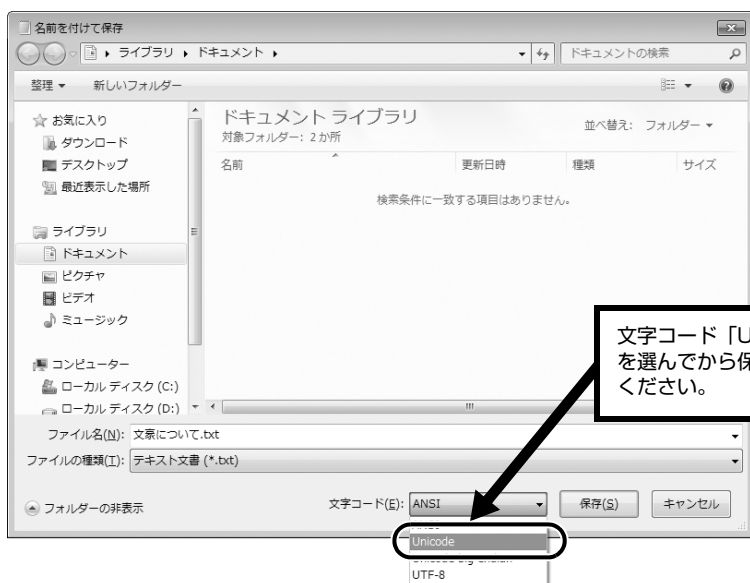 名前を付けて保存
ライブラリ ドキュメント
ドキュメントの検索
整理 新しいフォルダー
お気に入り
ダウンロード
デスクトップ
最近表示した場所
ライブラリ
ドキュメント
ピクチャ
ビデオ
ミュージック
コンピューター
ローカル ディスク (C:)
ローカル ディスク (D:)
ドキュメント ライブラリ
対象フォルダー: 2 か所
並べ替え: フォルダー
名前 更新日時 種類 サイズ
検索条件に一致する項目はありません。
文字コード「U
を選んでから保
ください。
ファイル名(N): 文豪について.txt
ファイルの種類(T): テキスト文書 (*.txt)
フォルダーの非表示
文字コード(E): ANSI
保存(S) キャンセル
Unicode
UTF-8